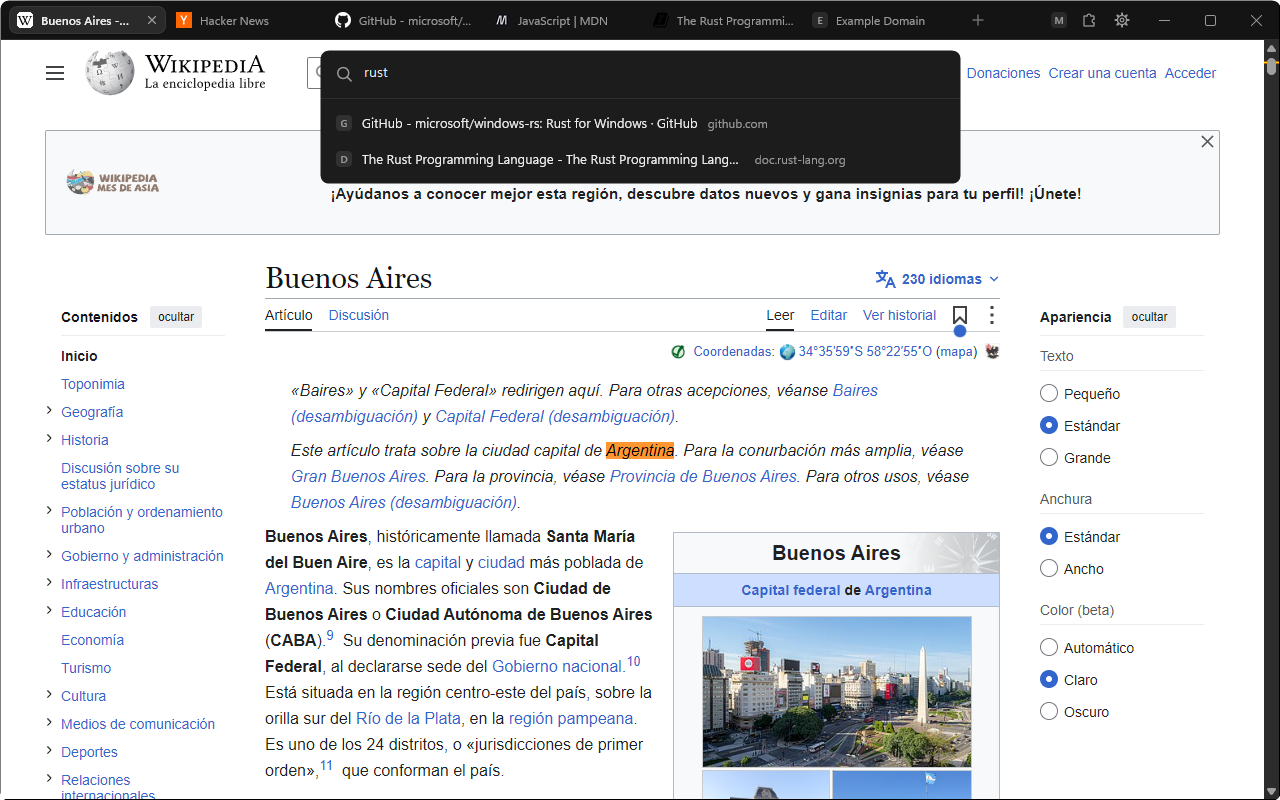 Buenos Aires -...
Hacker News
GitHub - microsoft/...
JavaScript | MDN
The Rust Programmi...
E Example Domain
M
WIKIPEDIA
La enciclopedia libre
rust
Donaciones Crear una cuenta Acceder
G GitHub - microsoft/windows-rs: Rust for Windows · GitHub github.com
D The Rust Programming Language - The Rust Programming Lang... doc.rust-lang.org
WIKIPEDIA
MES DE ASIA
¡Ayúdanos a conocer mejor esta región, descubre datos nuevos y gana insignias para tu perfil! ¡Únete!
Buenos Aires
230 idiomas
Contenidos ocultar
Artículo Discusión
Leer Editar Ver historial
Coordenadas: 34°35′59″S 58°22′55″O (mapa)
Inicio
Toponimia
Geografía
Historia
Discusión sobre su
estatus jurídico
Población y ordenamiento
urbano
Gobierno y administración
Infraestructuras
Educación
Economía
Turismo
Cultura
Medios de comunicación
Deportes
Relaciones
internacionales
«Baires» y «Capital Federal» redirigen aquí. Para otras acepciones, véanse Baires
(desambiguación) y Capital Federal (desambiguación).
Este artículo trata sobre la ciudad capital de Argentina. Para la conurbación más amplia, véase
Gran Buenos Aires. Para la provincia, véase Provincia de Buenos Aires. Para otros usos, véase
Buenos Aires (desambiguación).
Buenos Aires, históricamente llamada Santa María
del Buen Aire, es la capital y ciudad más poblada de
Argentina. Sus nombres oficiales son Ciudad de
Buenos Aires o Ciudad Autónoma de Buenos Aires
(CABA).9 Su denominación previa fue Capital
Federal, al declararse sede del Gobierno nacional.10
Está situada en la región centro-este del país, sobre la
orilla sur del Río de la Plata, en la región pampeana.
Es uno de los 24 distritos, o «jurisdicciones de primer
orden»,11 que conforman el país.
Buenos Aires
Capital federal de Argentina
Apariencia ocultar
Texto
Pequeño
Estándar
Grande
Anchura
Estándar
Ancho
Color (beta)
Automático
Claro
Oscuro